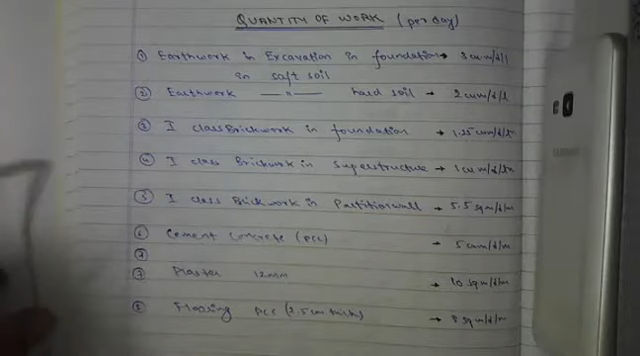 QUANTITY OF WORK (per day)
① Earthwork in Excavation in foundation → 3 cum/d/l
in soft soil
② Earthwork —"— hard soil → 2 cum/d/l
③ I class Brickwork in foundation → 1.25 cum/d/m
④ I class Brickwork in Superstructure → 1 cum/d/m
⑤ I class Brickwork in Partitionwall → 5.5 sqm/d/m
⑥ Cement Concrete (PCC) → 5 cum/d/m
⑦
⑦ Plaster 12mm → 10 sqm/d/m
⑧ Flooring PCC (2.5 cm thick) → 8 sqm/d/m